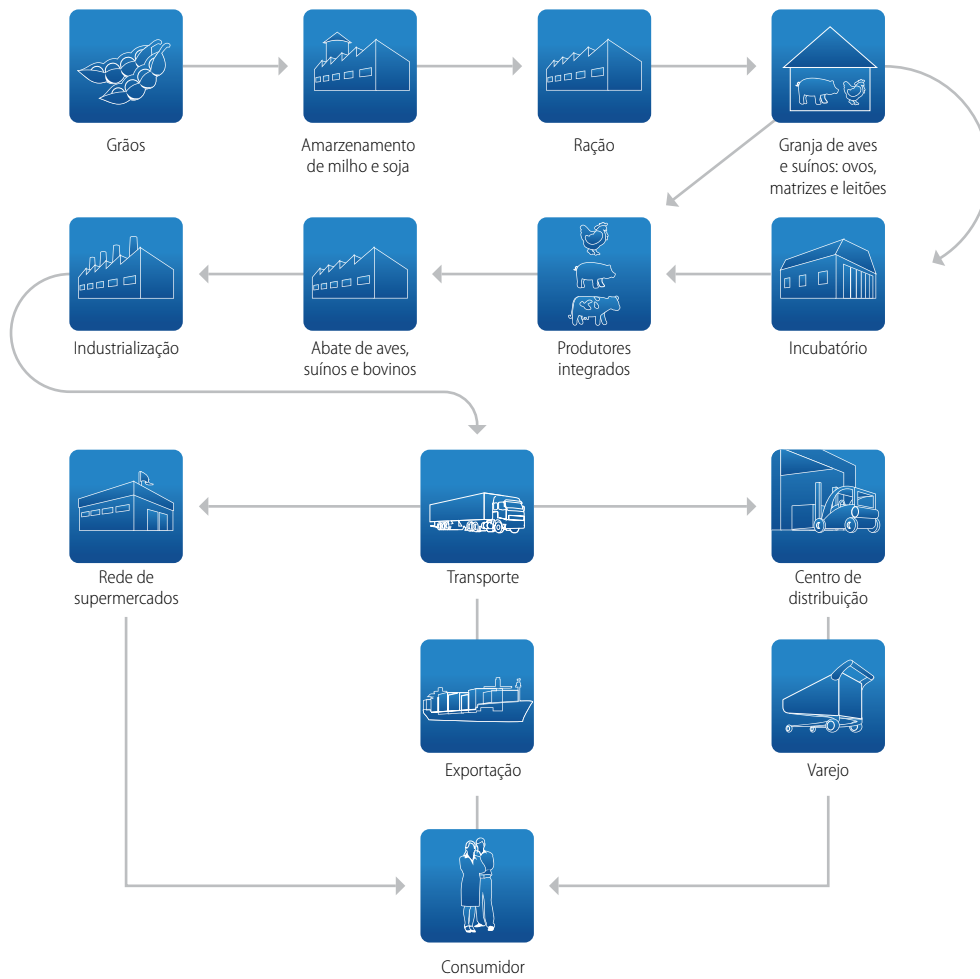 Grãos
Amarzenamento
de milho e soja
Ração
Granja de aves
e suínos: ovos,
matrizes e leitões
Industrialização
Abate de aves,
suínos e bovinos
Produtores
integrados
Incubatório
Rede de
supermercados
Transporte
Centro de
distribuição
Exportação
Varejo
Consumidor